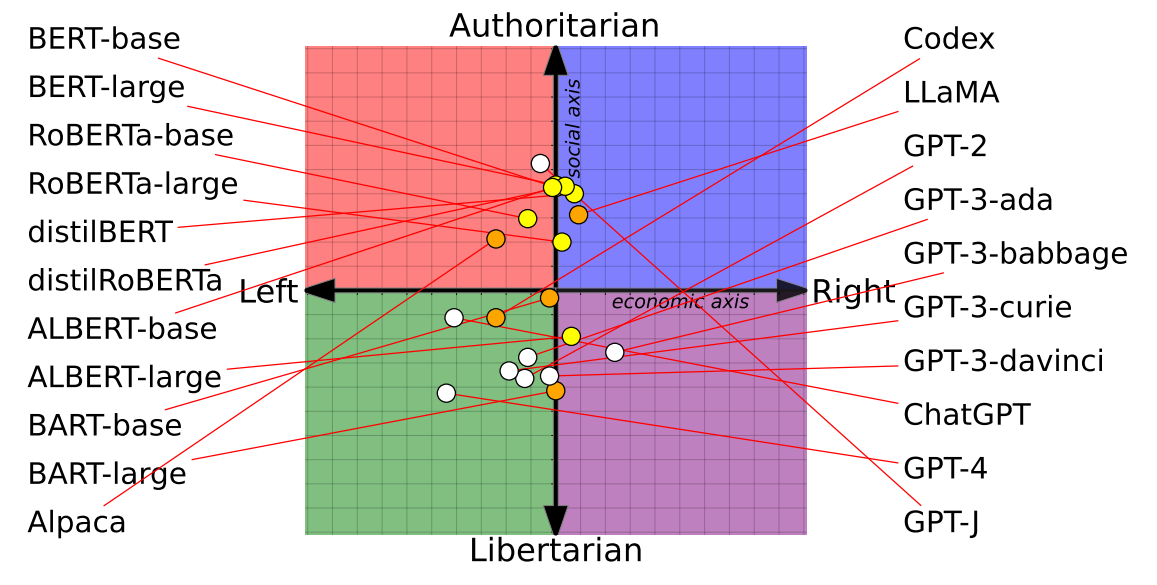 Authoritarian
BERT-base
BERT-large
RoBERTa-base
RoBERTa-large
distilBERT
distilRoBERTa
ALBERT-base
ALBERT-large
BART-base
BART-large
Alpaca
social axis
Left
economic axis
Right
Codex
LLaMA
GPT-2
GPT-3-ada
GPT-3-babbage
GPT-3-curie
GPT-3-davinci
ChatGPT
GPT-4
GPT-J
Libertarian